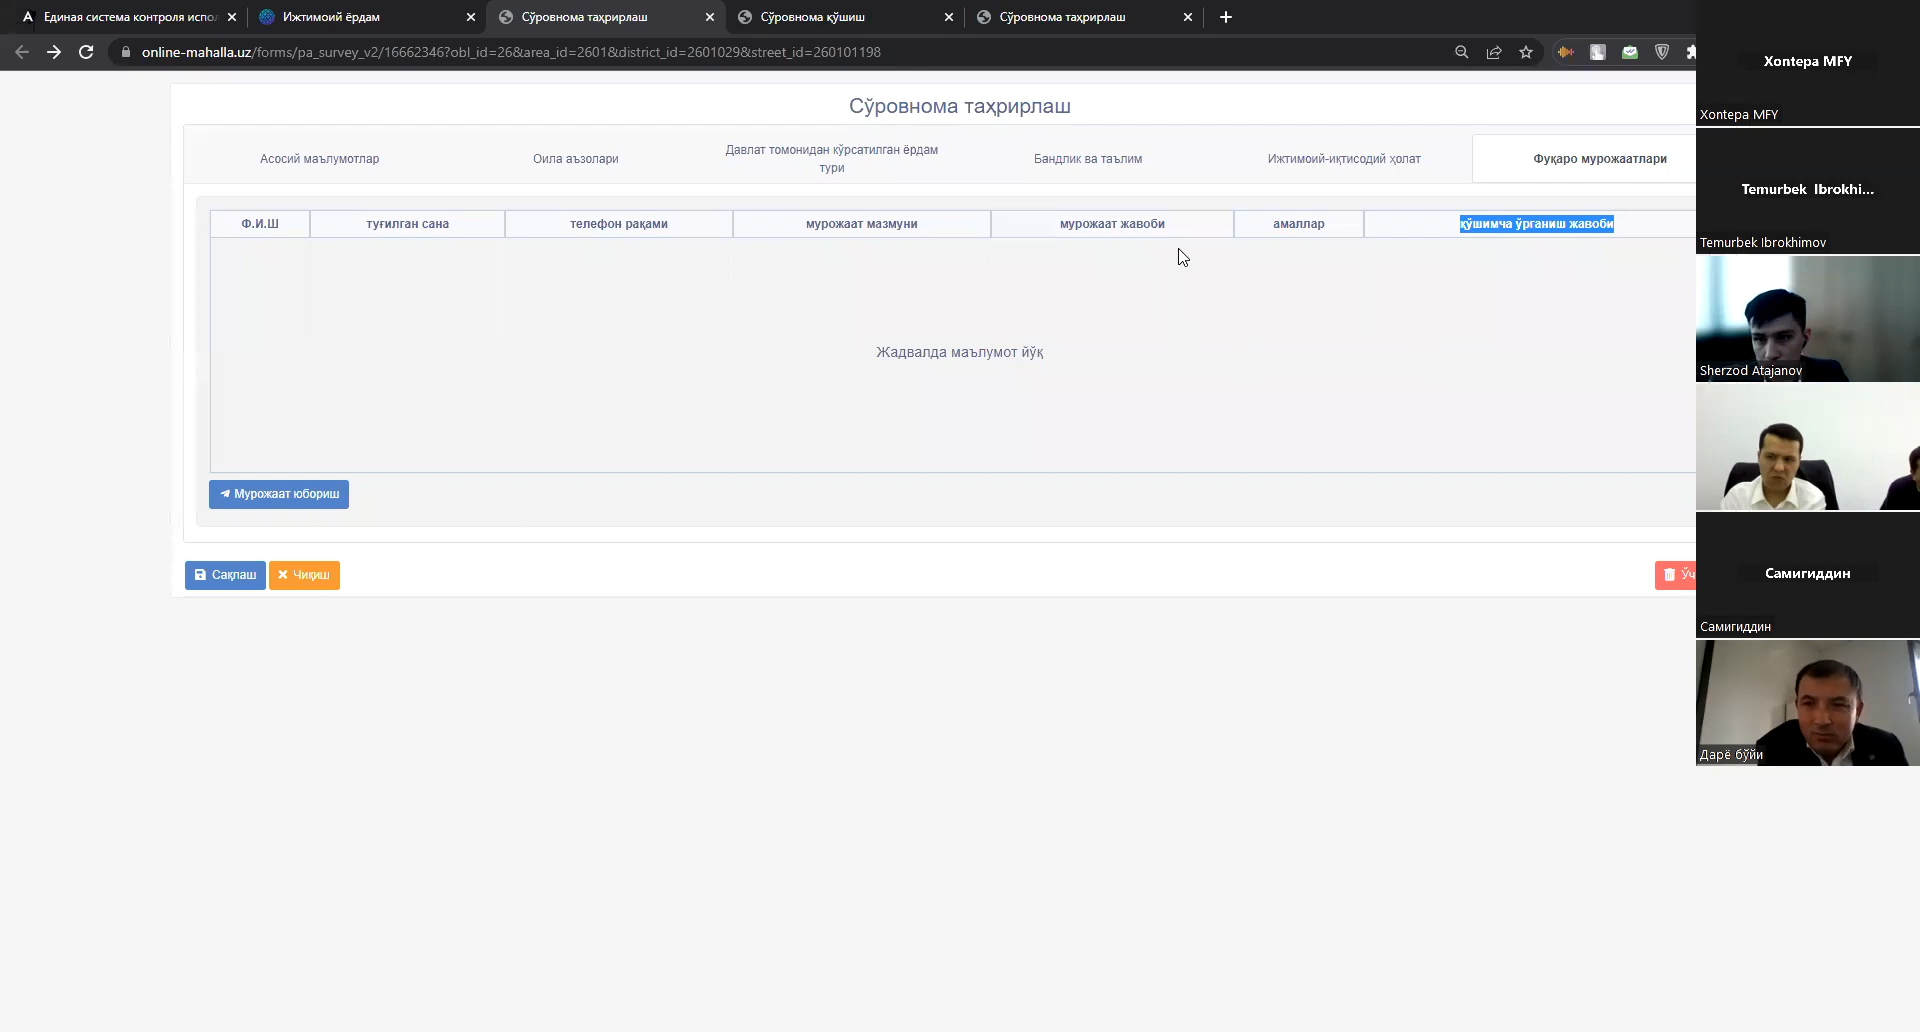 Единая система контроля испо
Ижтимоий ёрдам
Сўровнома таҳрирлаш
Сўровнома қўшиш
Сўровнома таҳрирлаш
online-mahalla.uz/forms/pa_survey_v2/16662346?obl_id=26&area_id=2601&district_id=2601029&street_id=260101198
Сўровнома таҳрирлаш
Асосий маълумотлар
Оила аъзолари
Давлат томонидан кўрсатилган ёрдам
тури
Бандлик ва таълим
Ижтимоий-иқтисодий ҳолат
Фуқаро мурожаатлари
Ф.И.Ш
туғилган сана
телефон рақами
мурожаат мазмуни
мурожаат жавоби
амаллар
қўшимча ўрганиш жавоби
Жадвалда маълумот йўқ
Мурожаат юбориш
Сақлаш
Чиқиш
Ўч
Xontepa MFY
Xontepa MFY
Temurbek Ibrokhi...
Temurbek Ibrokhimov
Sherzod Atajanov
Самигиддин
Самигиддин
Дарё бўйи